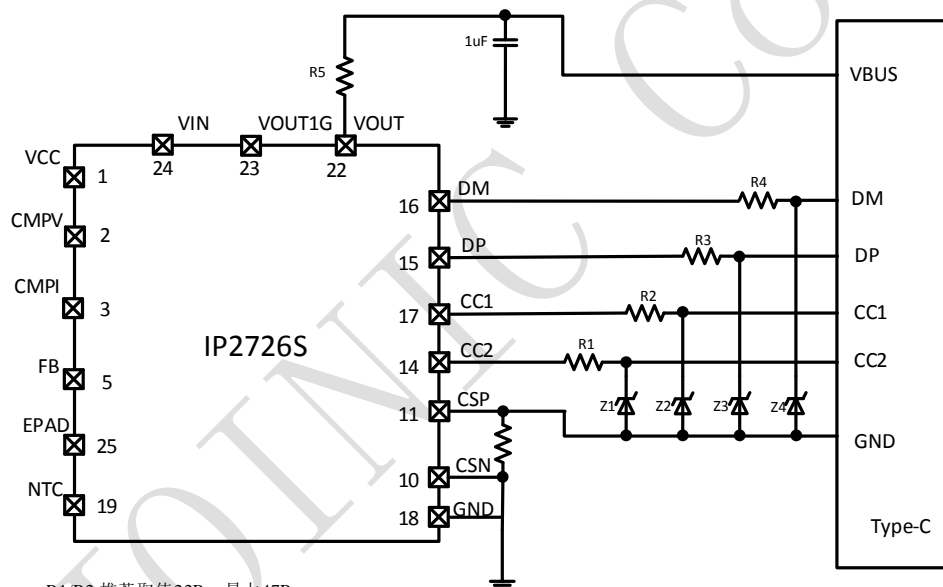 1uF
R5
VBUS
VIN
VOUT1G
VOUT
VCC
24
23
22
1
DM
R4
DM
16
CMPV
2
DP
R3
DP
15
CMPI
3
CC1
R2
CC1
17
IP2726S
CC2
R1
CC2
14
FB
5
CSP
Z1
Z2
Z3
Z4
11
EPAD
25
GND
CSN
10
NTC
19
GND
18
Type-C